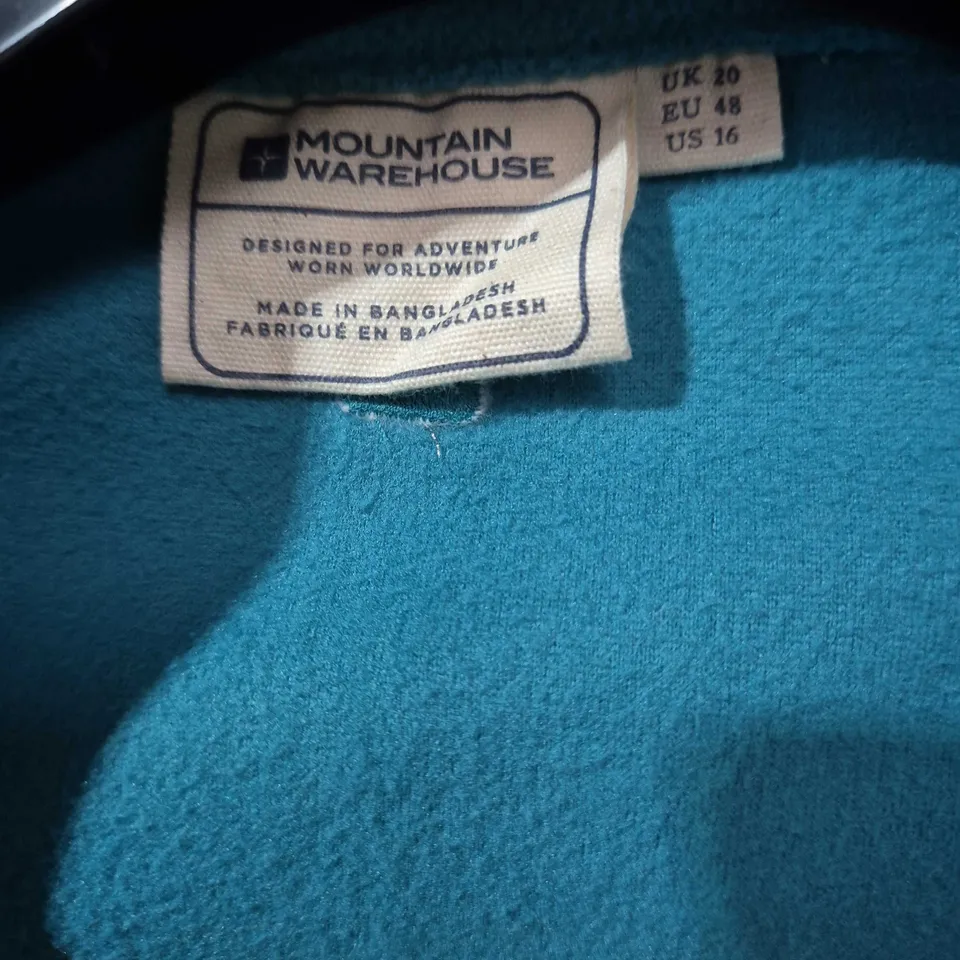 MOUNTAIN
WAREHOUSE
DESIGNED FOR ADVENTURE
WORN WORLDWIDE
MADE IN BANGLADESH
FABRIQUÉ EN BANGLADESH
UK 20
EU 48
US 16